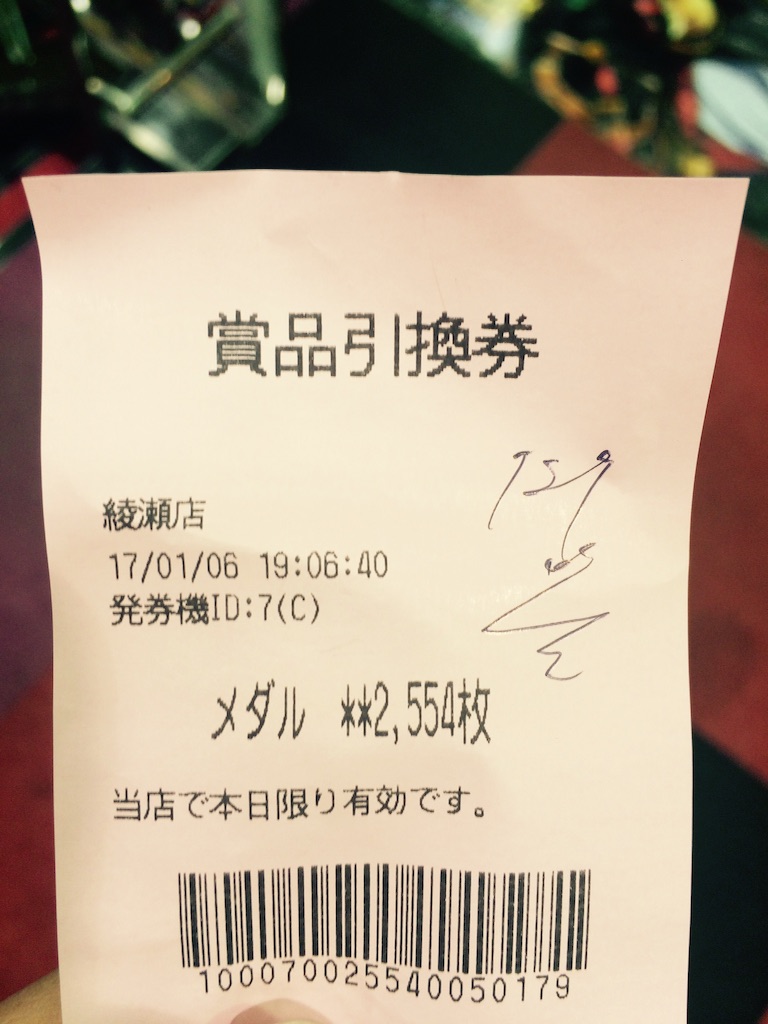 賞品引換券
綾瀬店
17/01/06 19:06:40
発券機ID:7(C)
メダル **2,554枚
当店で本日限り有効です。
100070025540050179